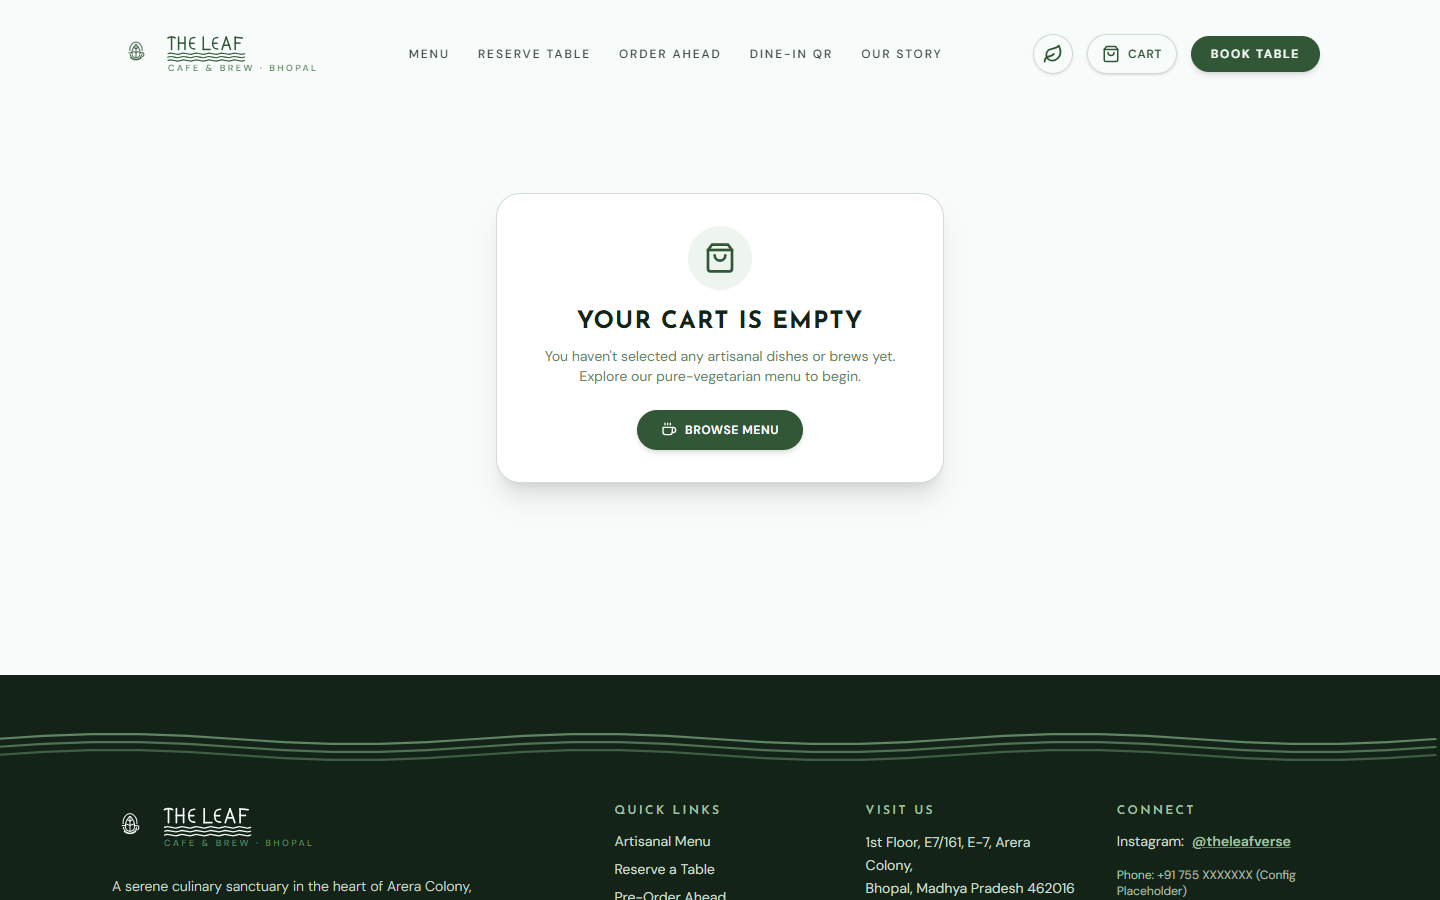 THE LEAF
CAFE & BREW · BHOPAL
MENU
RESERVE TABLE
ORDER AHEAD
DINE-IN QR
OUR STORY
CART
BOOK TABLE
YOUR CART IS EMPTY
You haven't selected any artisanal dishes or brews yet.
Explore our pure-vegetarian menu to begin.
BROWSE MENU
THE LEAF
CAFE & BREW · BHOPAL
A serene culinary sanctuary in the heart of Arera Colony,
QUICK LINKS
Artisanal Menu
Reserve a Table
Pre-Order Ahead
VISIT US
1st Floor, E7/161, E-7, Arera
Colony,
Bhopal, Madhya Pradesh 462016
CONNECT
Instagram: @theleafverse
Phone: +91 755 XXXXXXX (Config
Placeholder)